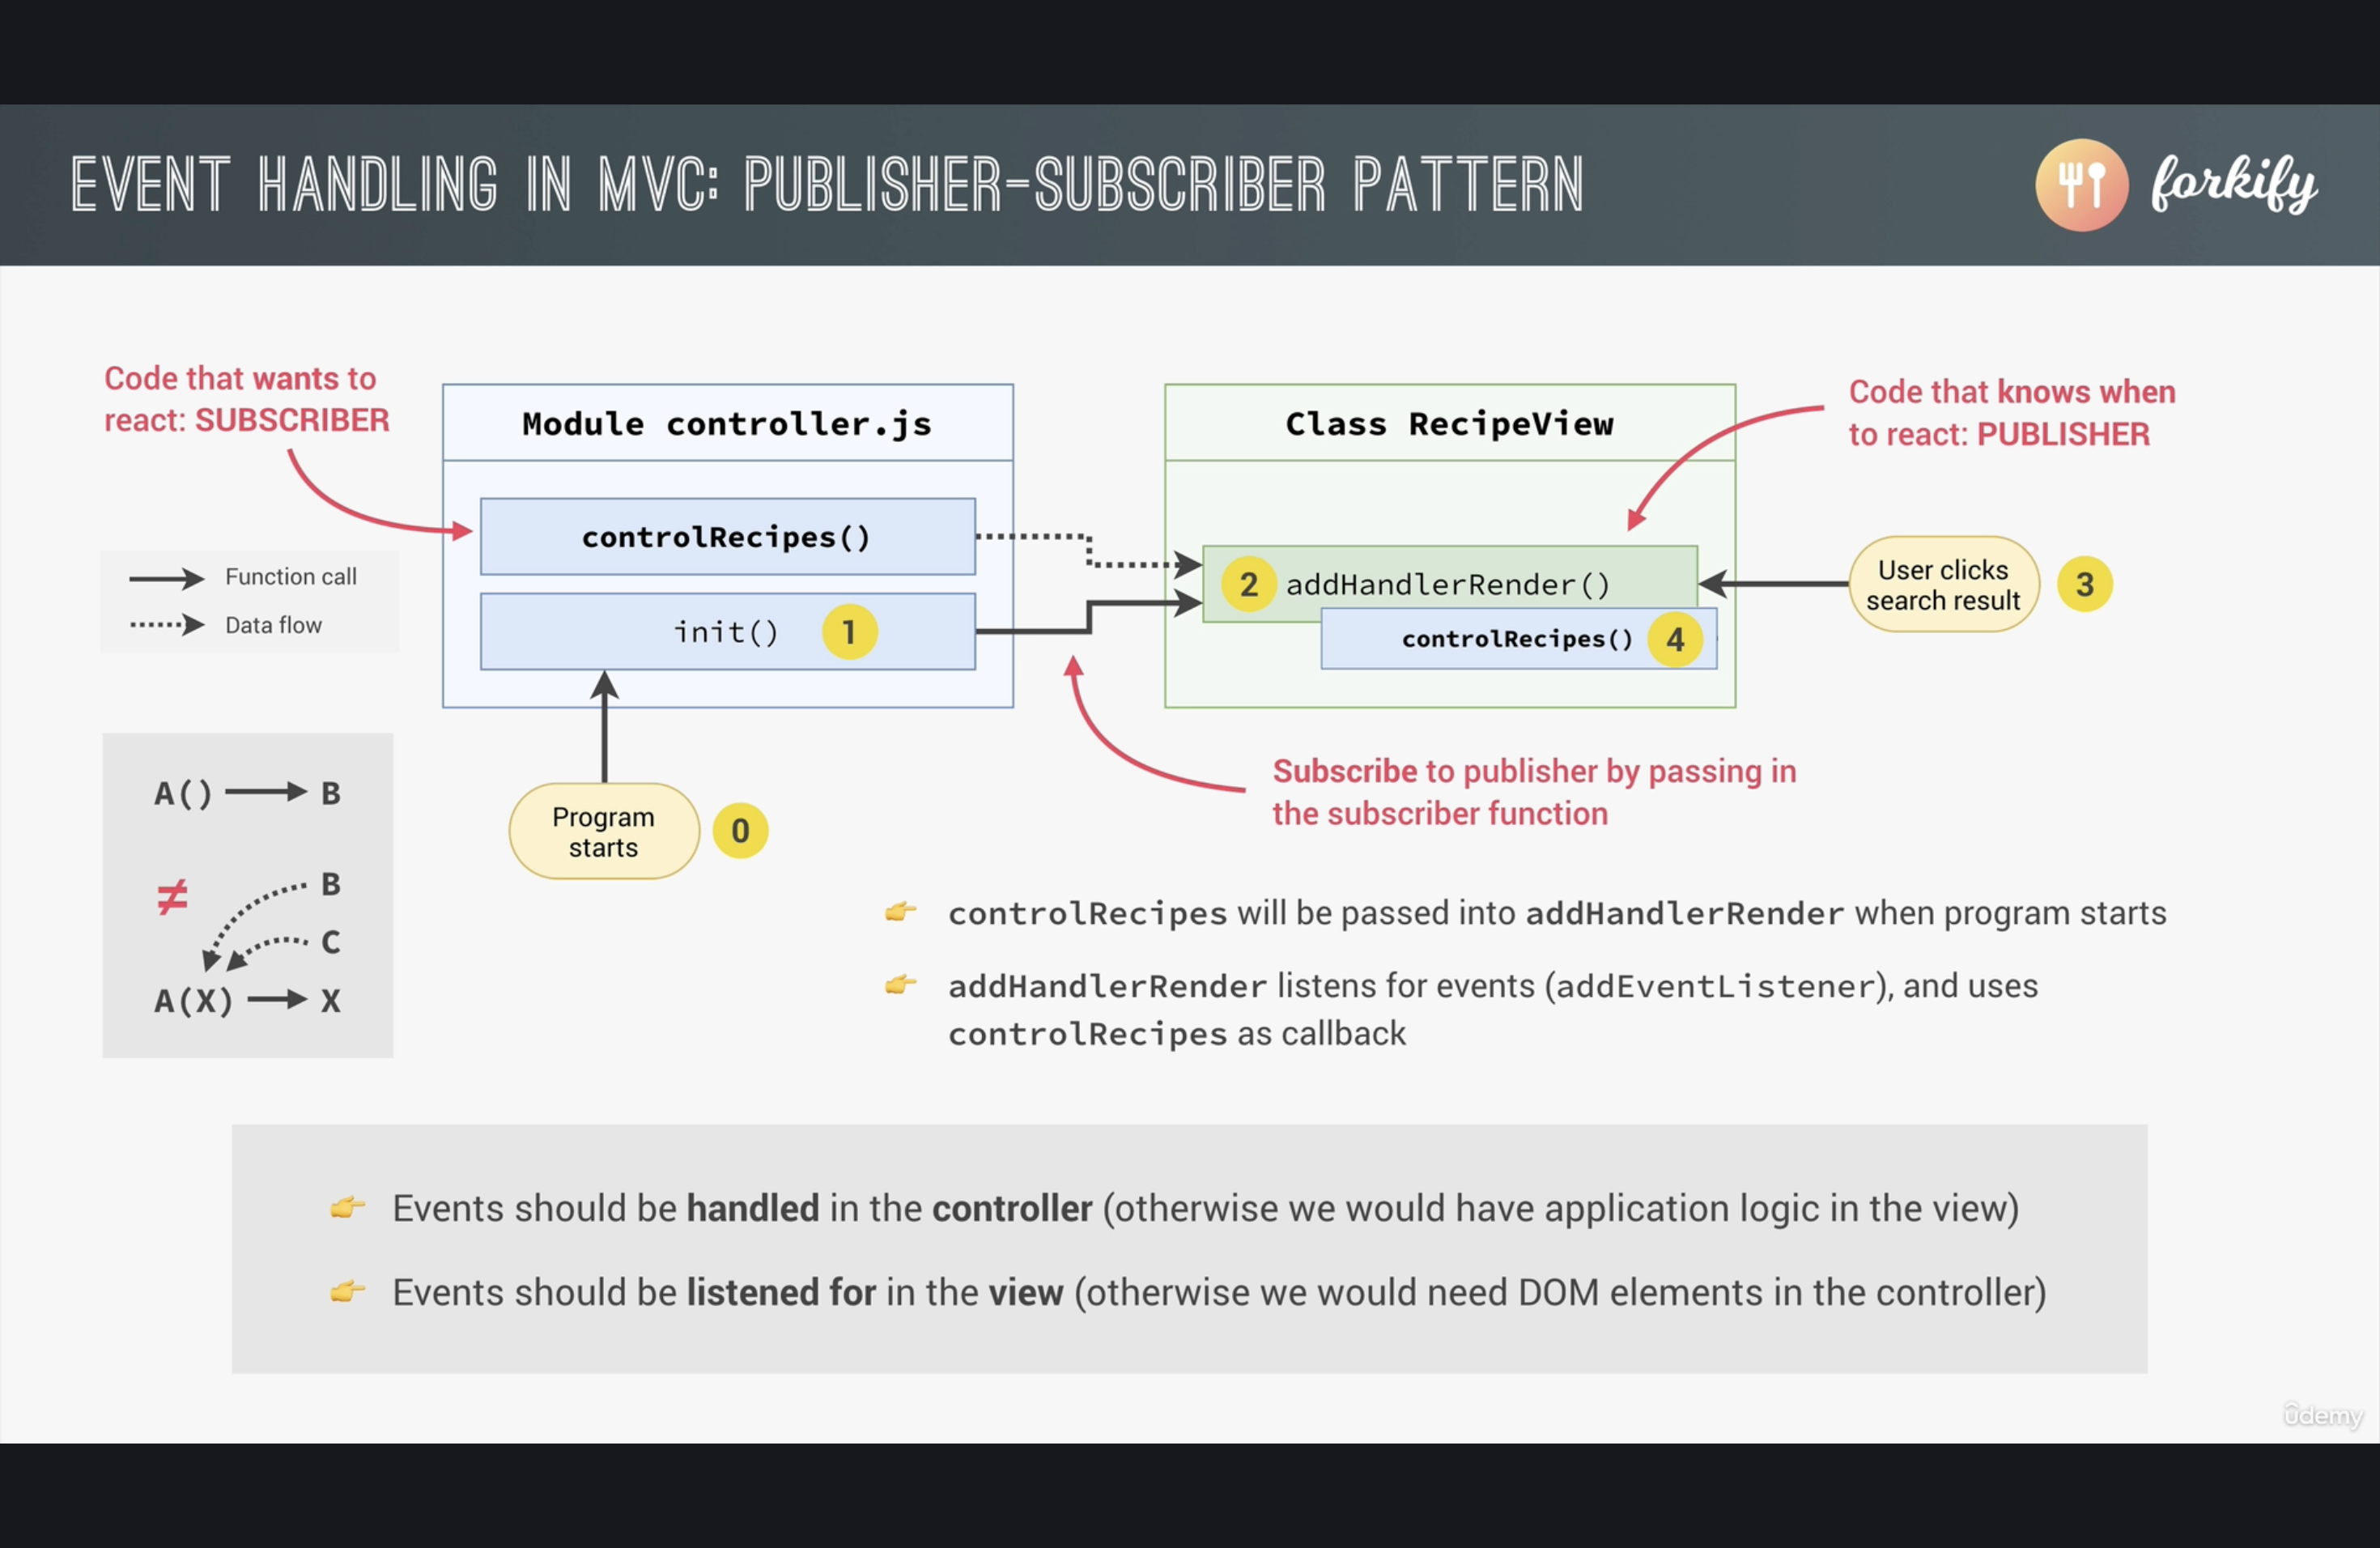 EVENT HANDLING IN MVC: PUBLISHER-SUBSCRIBER PATTERN
forkify
Code that wants to
react: SUBSCRIBER
Module controller.js
controlRecipes()
init()
1
Class RecipeView
2
addHandlerRender()
controlRecipes()
4
Code that knows when
to react: PUBLISHER
User clicks
search result
3
Function call
Data flow
Program
starts
0
Subscribe to publisher by passing in
the subscriber function
A() B
≠
B
C
A(X) X
controlRecipes will be passed into addHandlerRender when program starts
addHandlerRender listens for events (addEventListener), and uses
controlRecipes as callback
Events should be handled in the controller (otherwise we would have application logic in the view)
Events should be listened for in the view (otherwise we would need DOM elements in the controller)
ûdemy